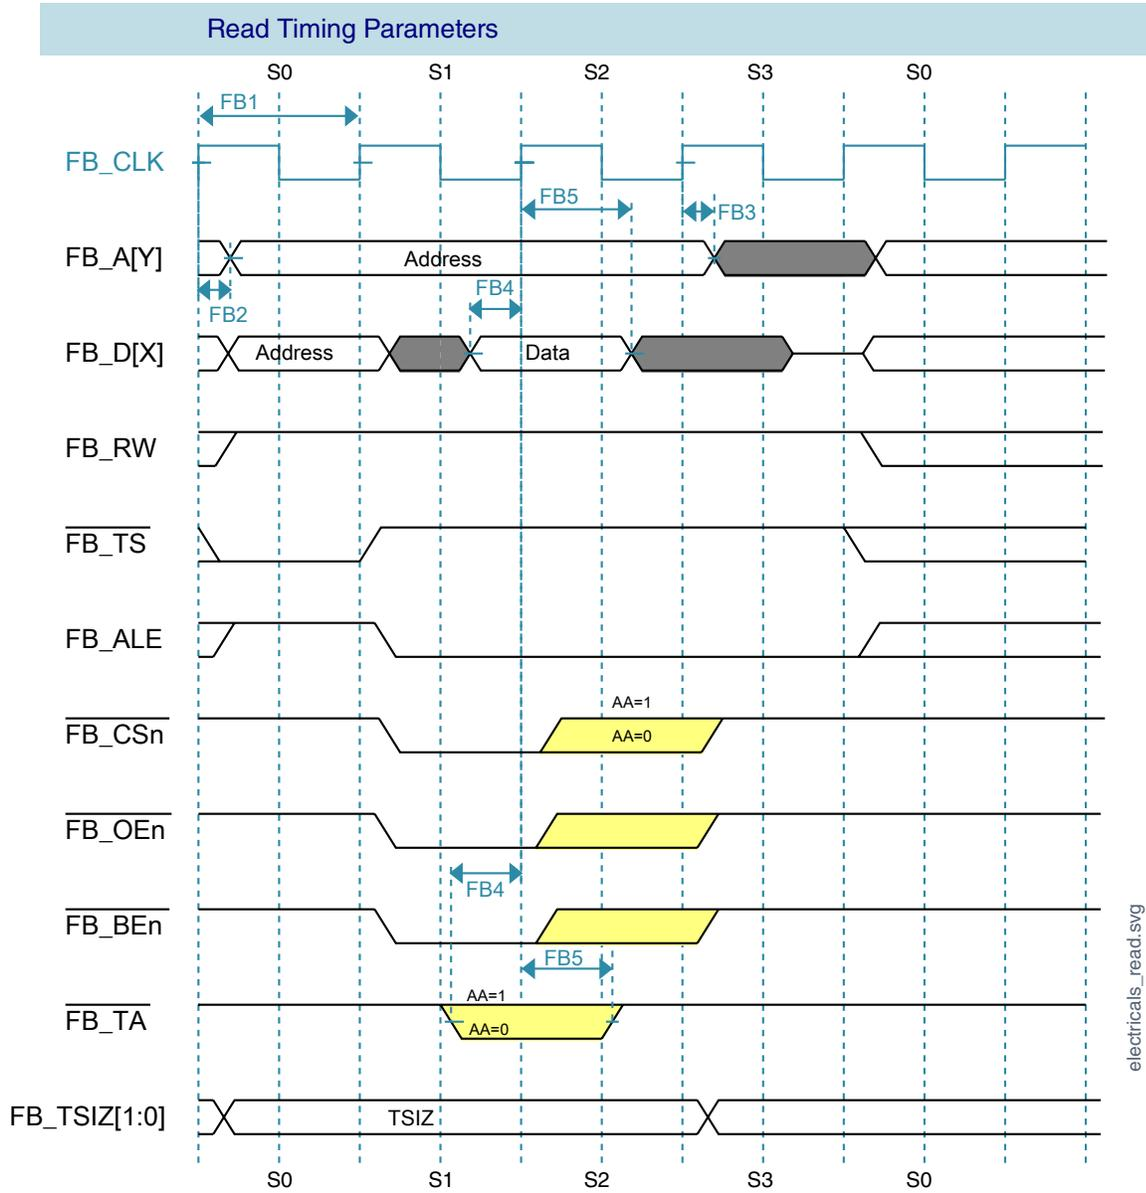 Read Timing Parameters
S0 S1 S2 S3 S0
FB1
FB_CLK
FB5
FB3
FB_A[Y]
Address
FB4
FB2
FB_D[X]
Address
Data
FB_RW
FB_TS
FB_ALE
AA=1
FB_CSn
AA=0
FB_OEn
FB4
FB_BEn
FB5
AA=1
FB_TA
AA=0
FB_TSIZ[1:0]
TSIZ
S0 S1 S2 S3 S0
electricals_read.svg